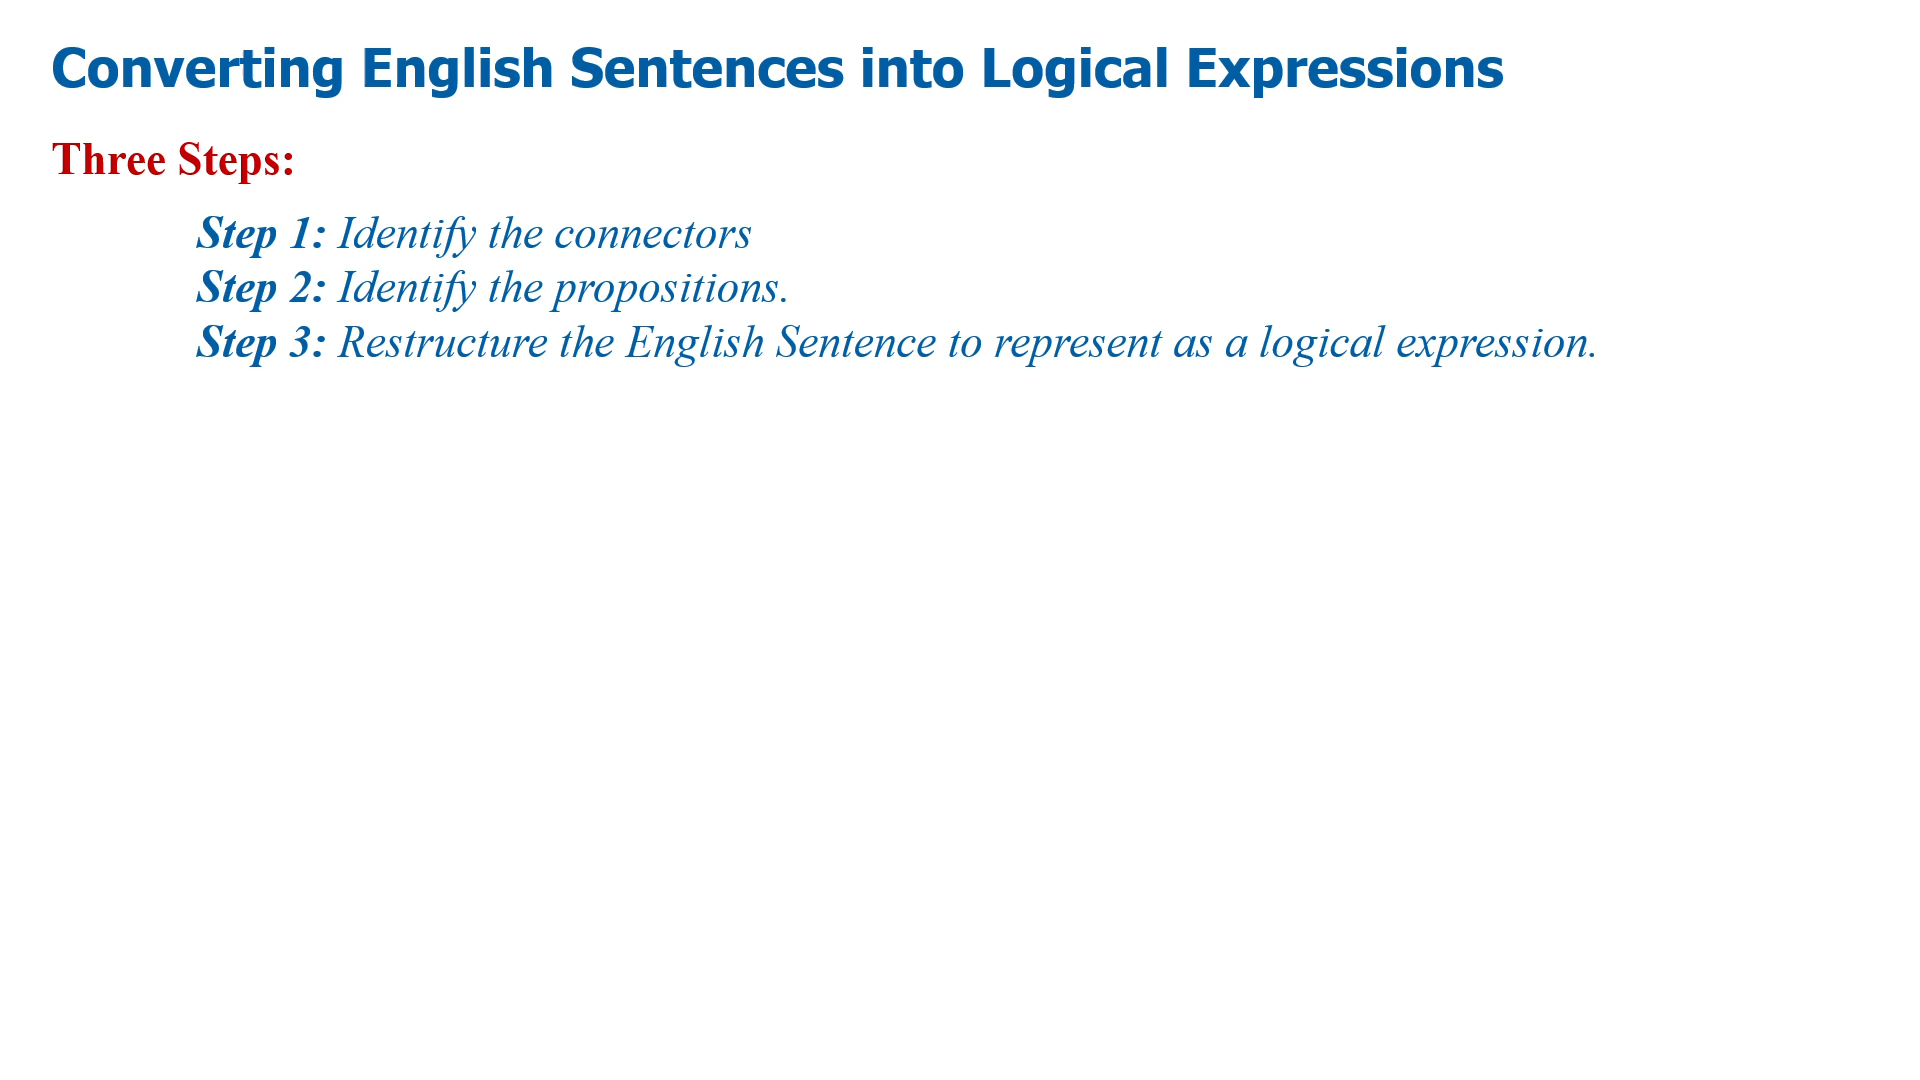 Converting English Sentences into Logical Expressions
Three Steps:
Step 1: Identify the connectors
Step 2: Identify the propositions.
Step 3: Restructure the English Sentence to represent as a logical expression.